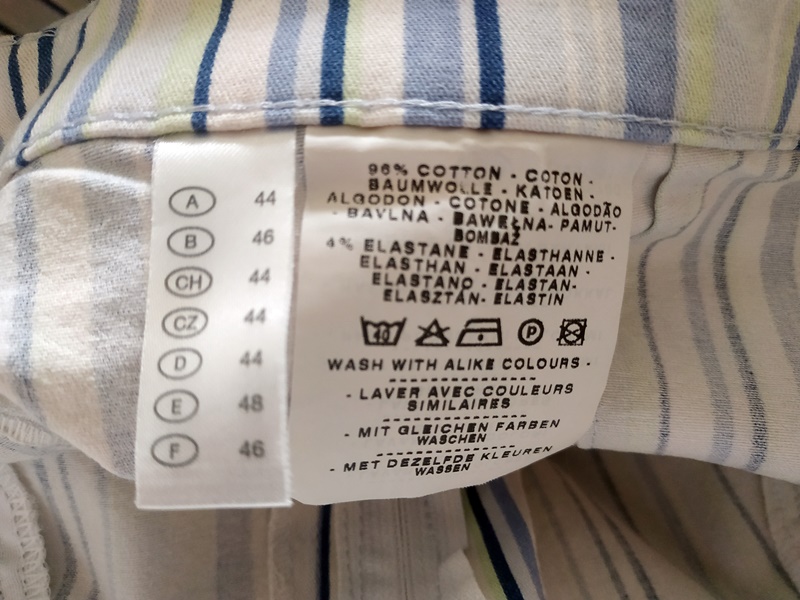 A 44
B 46
CH 44
CZ 44
D 44
E 48
F 46
96% COTTON - COTON -
BAUMWOLLE - KATOEN -
ALGODON - COTONE - ALGODÃO
- BAVLNA - BAWEŁNA- PAMUT-
BOMBAŽ
4% ELASTANE - ELASTHANNE -
ELASTHAN - ELASTAAN -
ELASTANO - ELASTAN-
ELASZTÁN- ELASTIN
40 P
WASH WITH ALIKE COLOURS -
- LAVER AVEC COULEURS
SIMILAIRES
- MIT GLEICHEN FARBEN
WASCHEN
- MET DEZELFDE KLEUREN
WASSEN